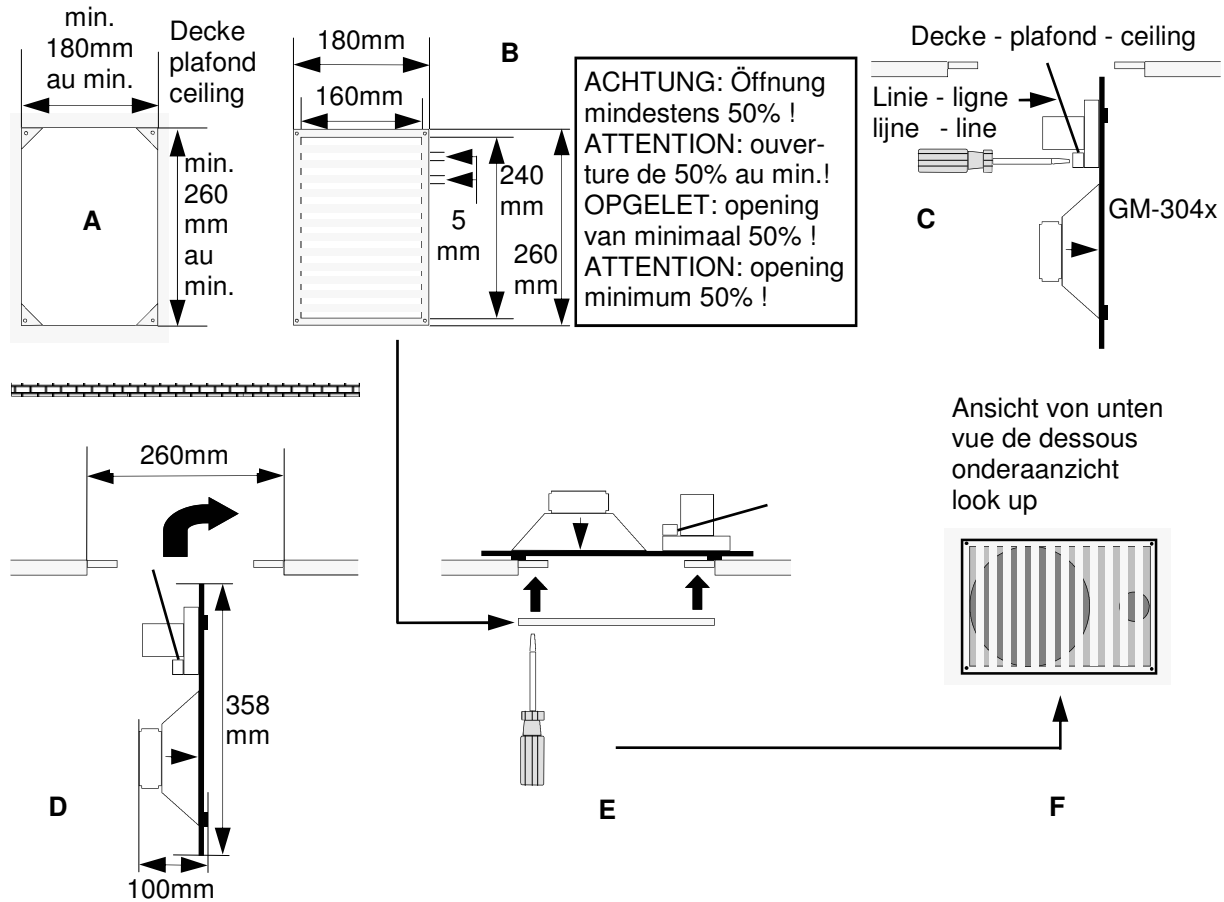 min.
180mm
au min.
Decke
plafond
ceiling
min.
260
mm
au
min.
A
180mm
160mm
B
240
mm
5
mm
260
mm
ACHTUNG: Öffnung
mindestens 50% !
ATTENTION: ouver-
ture de 50% au min.!
OPGELET: opening
van minimaal 50% !
ATTENTION: opening
minimum 50% !
Decke - plafond - ceiling
Linie - ligne
lijne - line
C
GM-304x
260mm
358
mm
D
100mm
E
Ansicht von unten
vue de dessous
onderaanzicht
look up
F